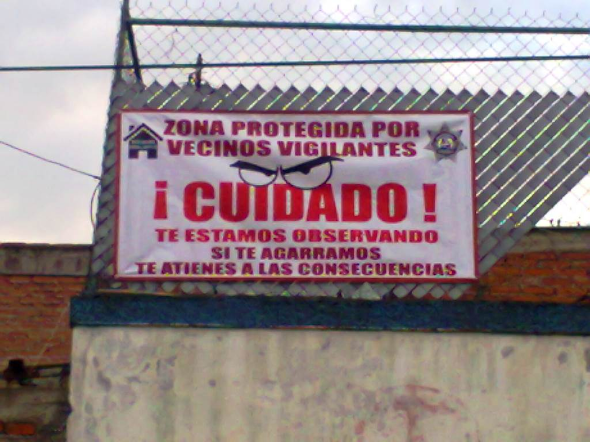 ZONA PROTEGIDA POR
VECINOS VIGILANTES
¡ CUIDADO !
TE ESTAMOS OBSERVANDO
SI TE AGARRAMOS
TE ATIENES A LAS CONSECUENCIAS